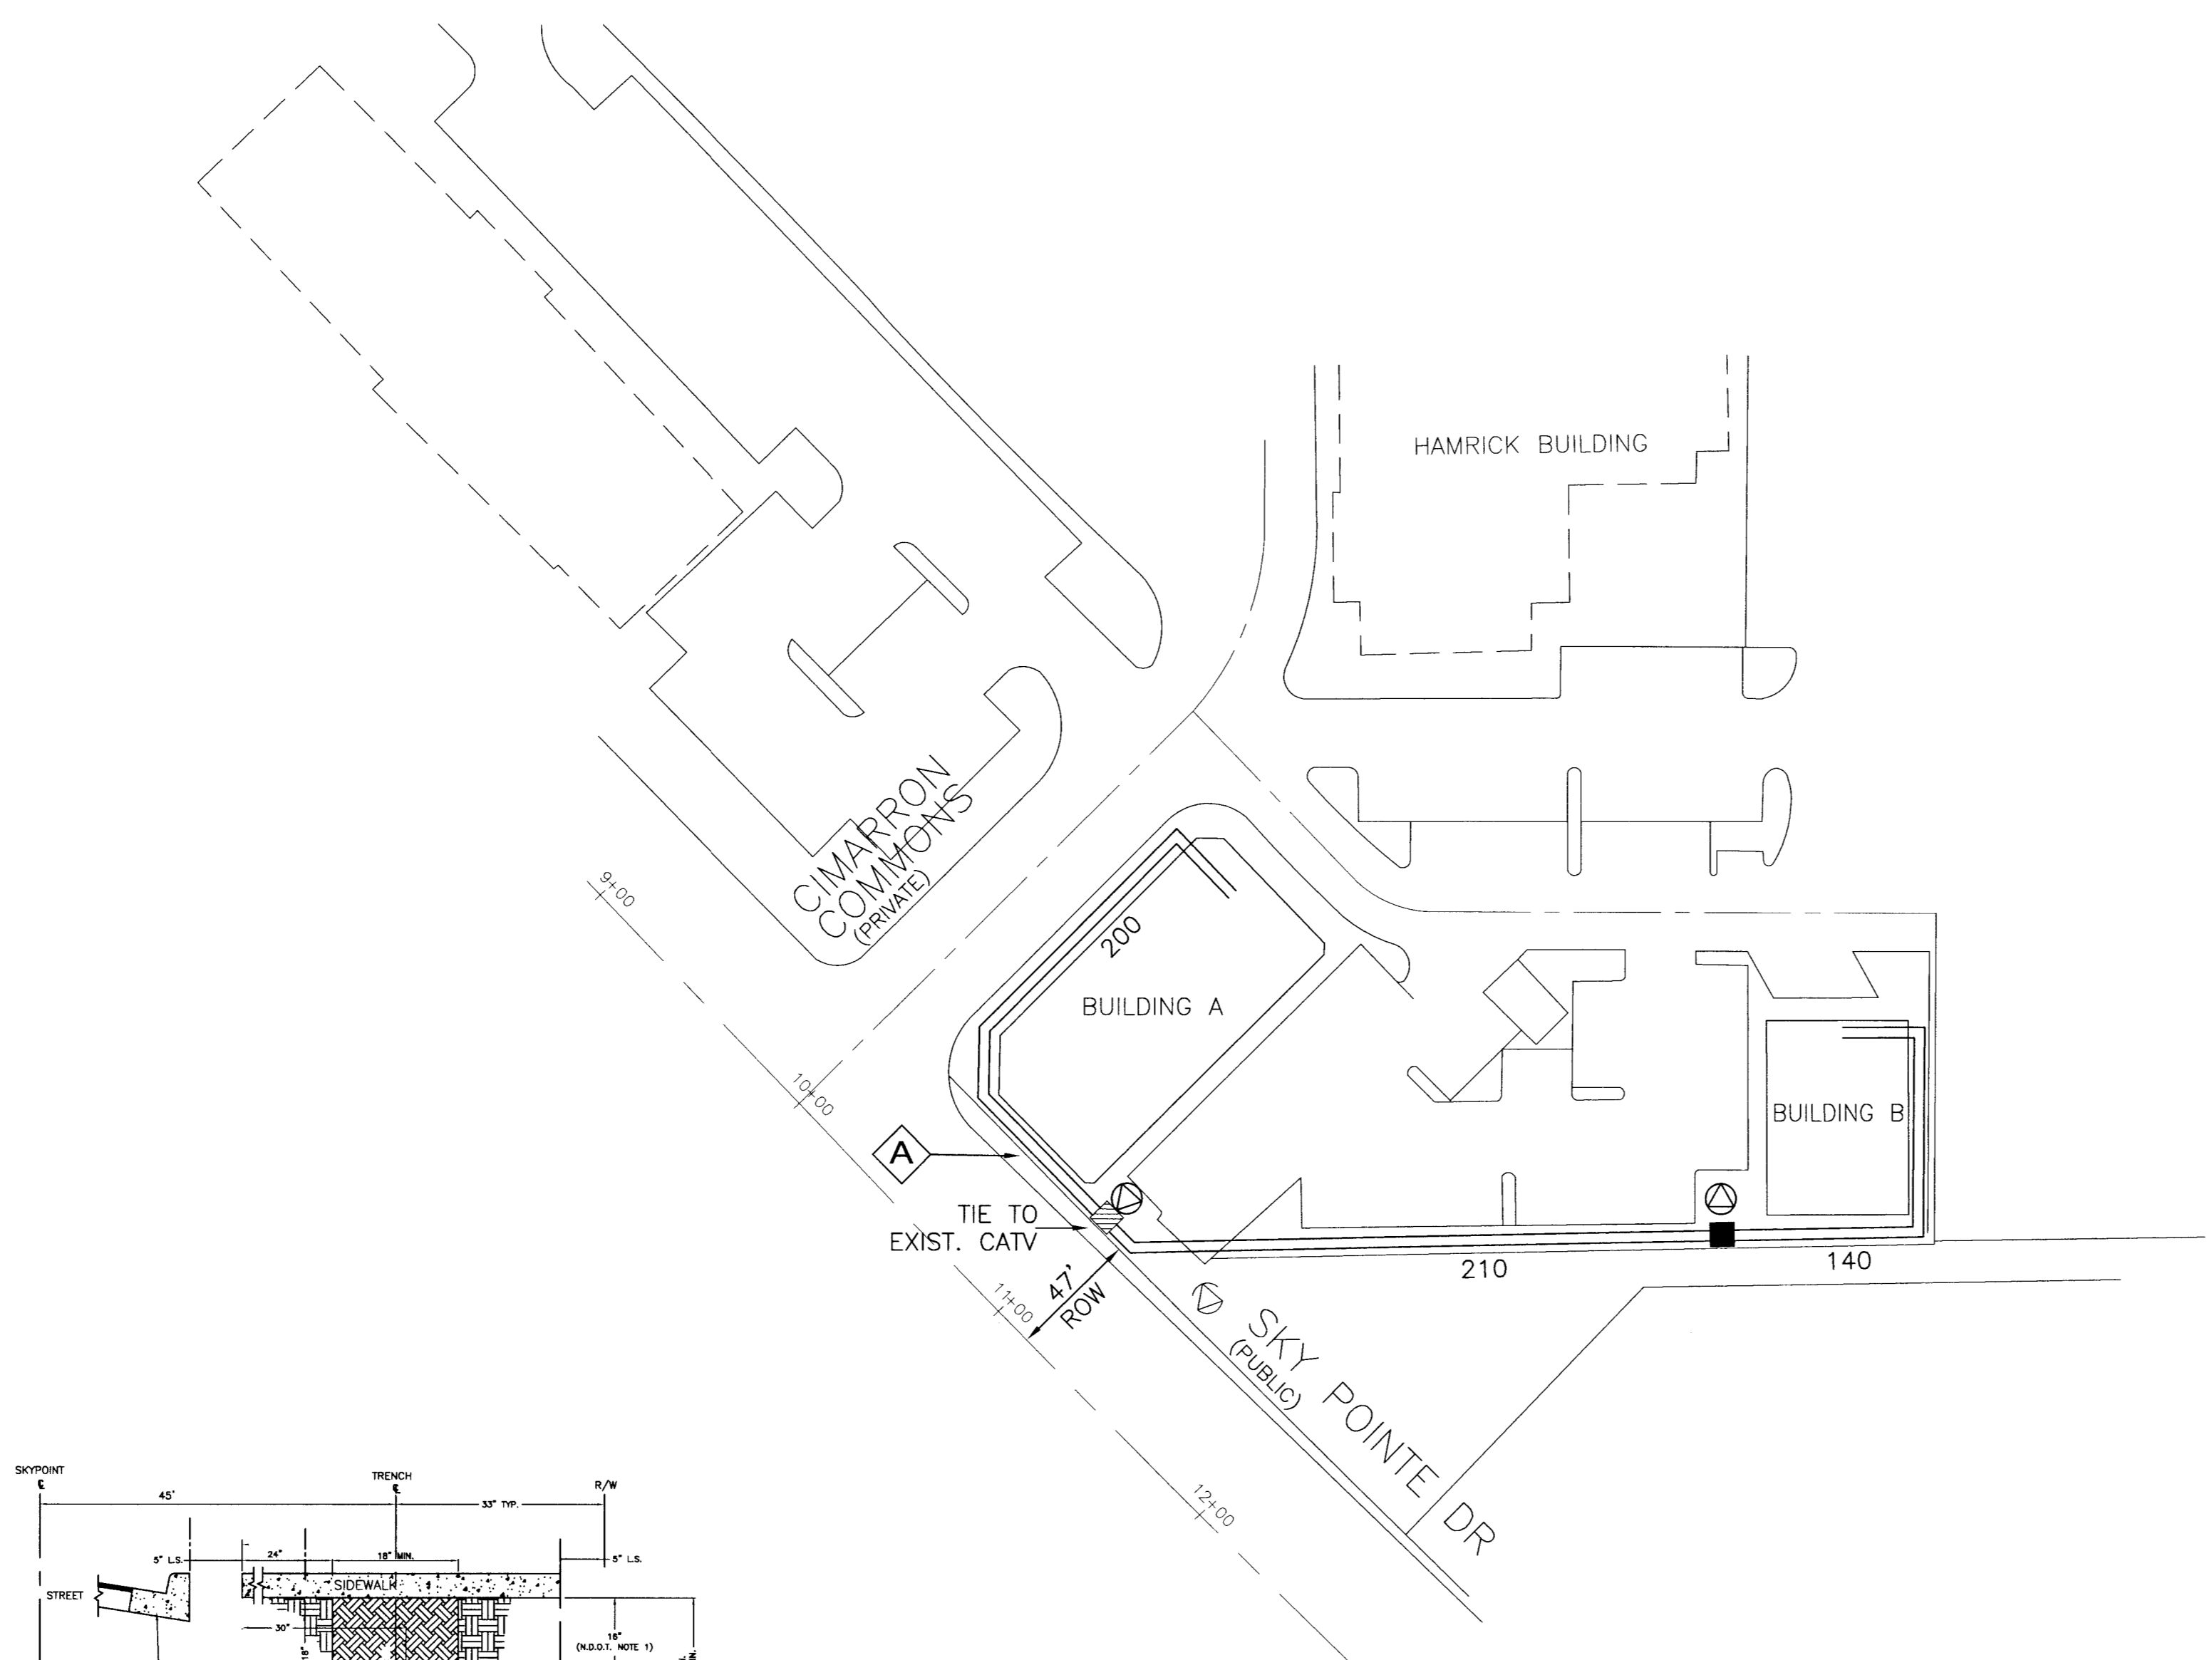 HAMRICK BUILDING
CIMARRON
COMMONS
(PRIVATE)
9+00
200
BUILDING A
10+00
BUILDING B
A
TIE TO
EXIST. CATV
210
140
47'
ROW
11+00
SKY POINTE DR
(PUBLIC)
12+00
SKYPOINT
TRENCH
R/W
45'
33" TYP.
5" L.S.
24"
18" MIN.
5" L.S.
STREET
SIDEWALK
30"
18"
16"
(N.D.O.T. NOTE 1)